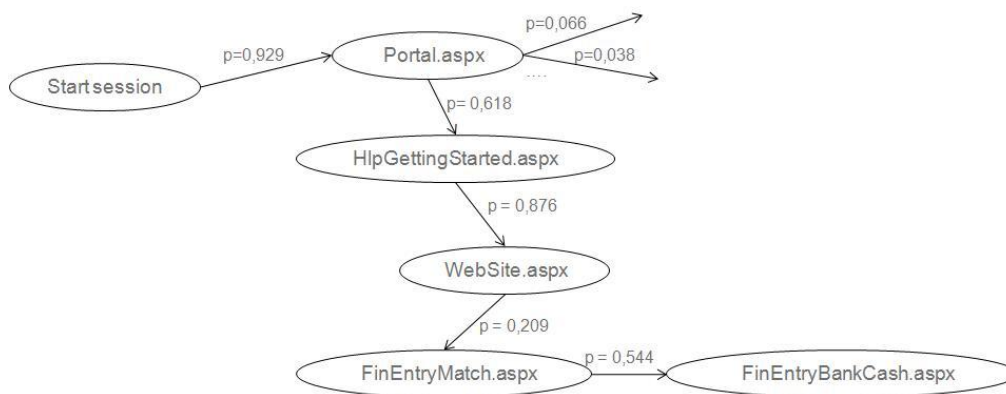 p=0,066
p=0,929
Portal.aspx
p=0,038
....
Start session
p= 0,618
HlpGettingStarted.aspx
p = 0,876
WebSite.aspx
p = 0,209
p = 0,544
FinEntryMatch.aspx
FinEntryBankCash.aspx